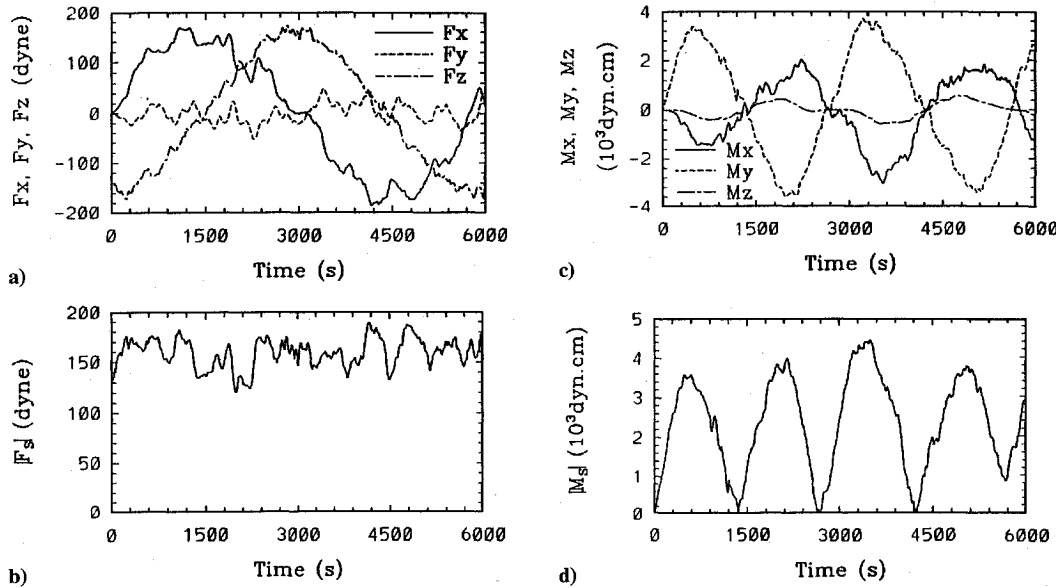 Fx, Fy, Fz (dyne)
200
100
0
-100
-200
Fx
Fy
Fz
0 1500 3000 4500 6000
Time (s)
a)
|Fs| (dyne)
200
150
100
50
0
0 1500 3000 4500 6000
Time (s)
b)
Mx, My, Mz
(10³dyn.cm)
4
2
0
-2
-4
Mx
My
Mz
0 1500 3000 4500 6000
Time (s)
c)
|Ms| (10³dyn.cm)
5
4
3
2
1
0
0 1500 3000 4500 6000
Time (s)
d)